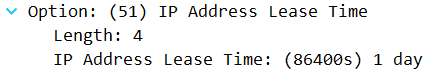 Option: (51) IP Address Lease Time
Length: 4
IP Address Lease Time: (86400s) 1 day